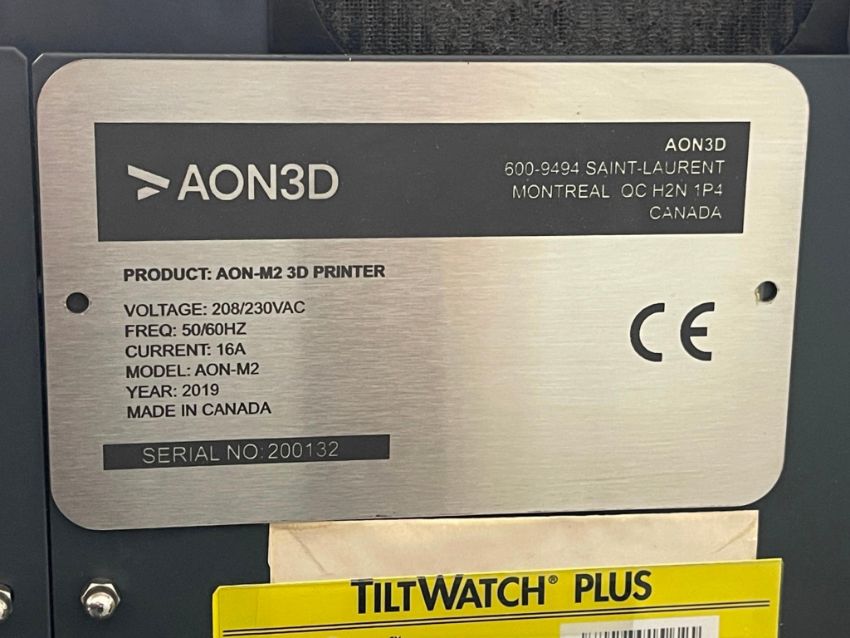 AON3D
AON3D
600-9494 SAINT-LAURENT
MONTREAL QC H2N 1P4
CANADA
PRODUCT: AON-M2 3D PRINTER
VOLTAGE: 208/230VAC
FREQ: 50/60HZ
CURRENT: 16A
MODEL: AON-M2
YEAR: 2019
MADE IN CANADA
CE
SERIAL NO: 200132
TILTWATCH® PLUS